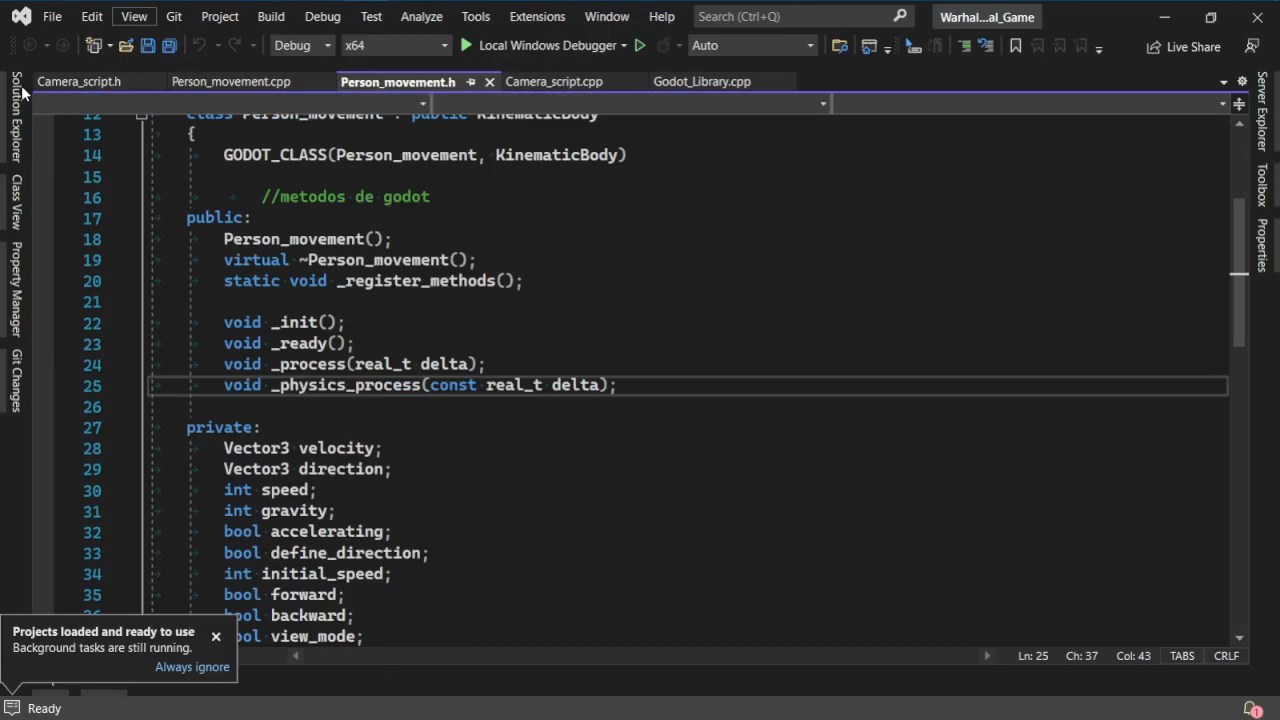 File Edit View Git Project Build Debug Test Analyze Tools Extensions Window Help Search (Ctrl+Q) Warhal...al_Game
Debug x64 Local Windows Debugger Auto Live Share
Camera_script.h Person_movement.cpp Person_movement.h Camera_script.cpp Godot_Library.cpp
Solution Explorer
Class View
Property Manager
Git Changes
12 class Person_movement : public KinematicBody
13 {
14 GODOT_CLASS(Person_movement, KinematicBody)
15
16 //metodos de godot
17 public:
18 Person_movement();
19 virtual ~Person_movement();
20 static void _register_methods();
21
22 void _init();
23 void _ready();
24 void _process(real_t delta);
25 void _physics_process(const real_t delta);
26
27 private:
28 Vector3 velocity;
29 Vector3 direction;
30 int speed;
31 int gravity;
32 bool accelerating;
33 bool define_direction;
34 int initial_speed;
35 bool forward;
36 bool backward;
bool view_mode;
Server Explorer
Toolbox
Properties
Projects loaded and ready to use
Background tasks are still running.
Always ignore
Ln: 25 Ch: 37 Col: 43 TABS CRLF
Ready 1